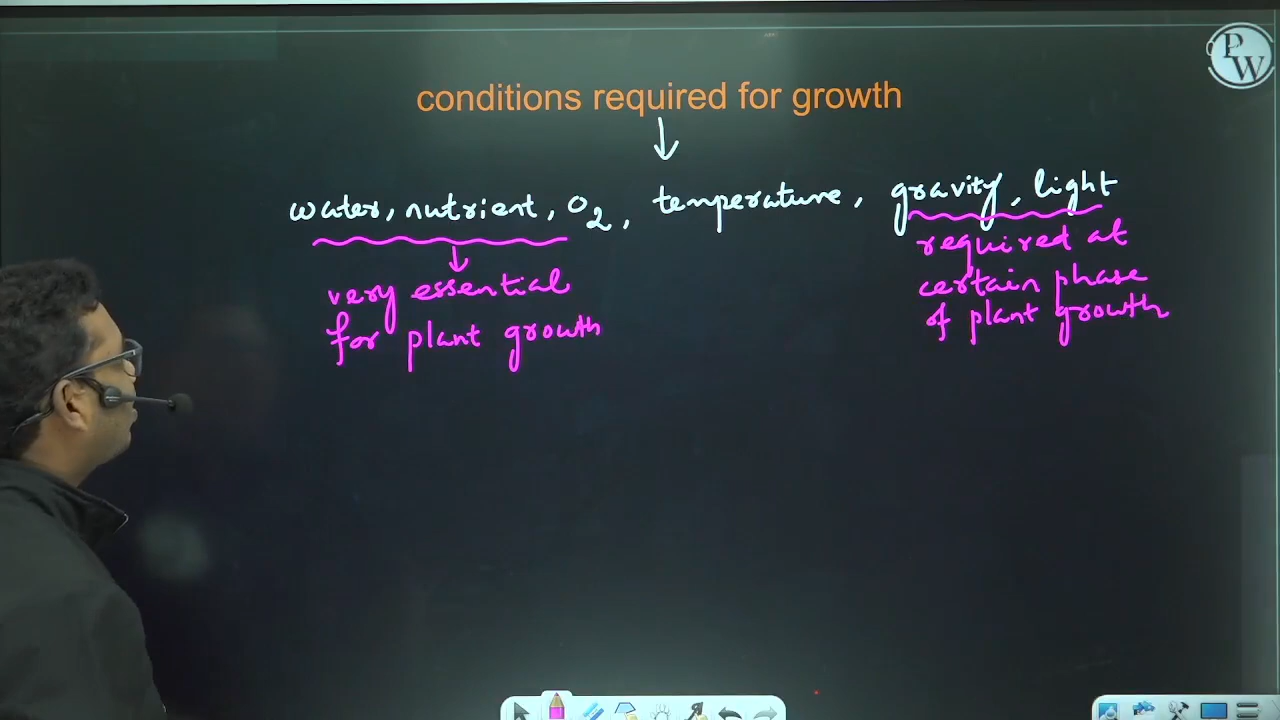 PW
conditions required for growth
↓
water, nutrient, O₂, temperature, gravity, light
↓
very essential
for plant growth
required at
certain phase
of plant growth